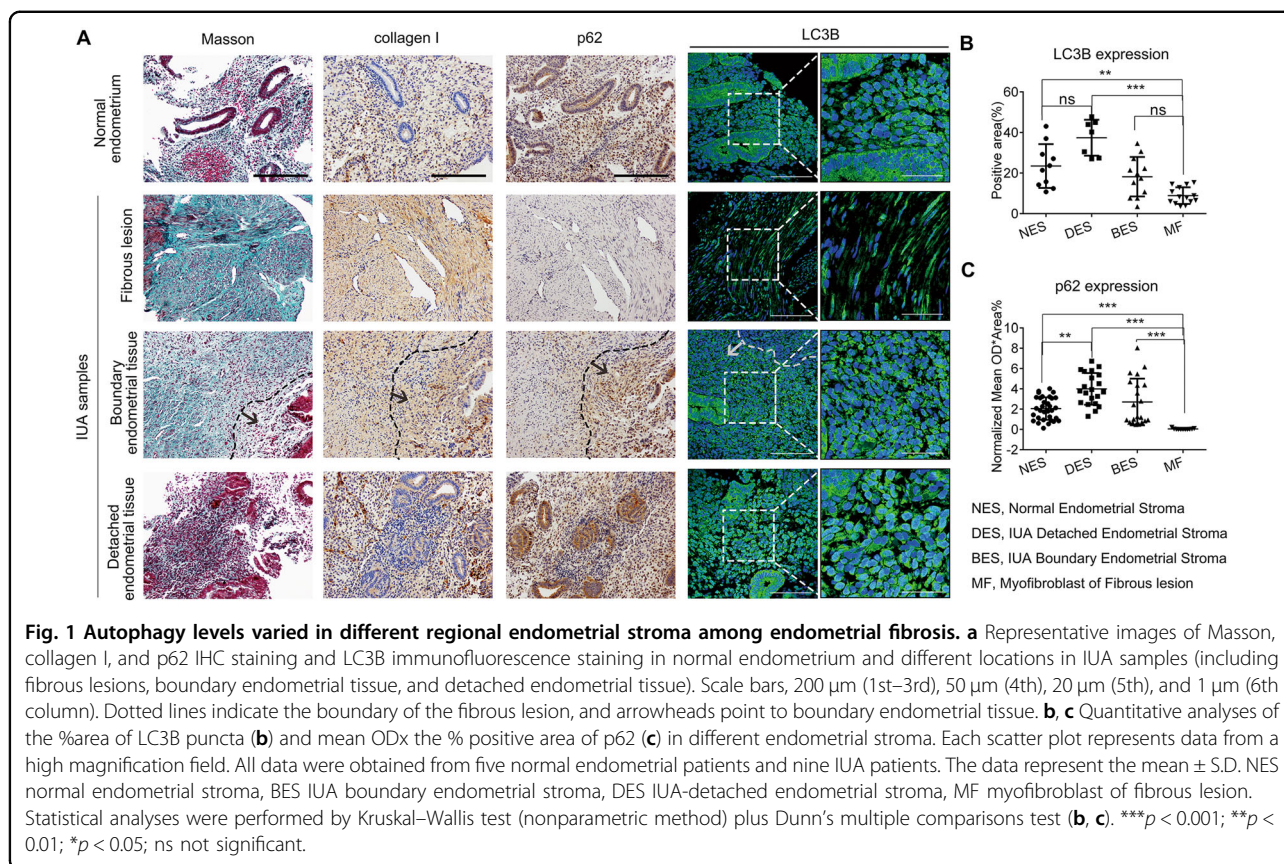 A
Masson
collagen I
p62
LC3B
Normal
endometrium
IUA samples
Fibrous lesion
Boundary
endometrial tissue
Detached
endometrial tissue
B
LC3B expression
**
ns
***
ns
Positive area(%)
60
40
20
0
NES
DES
BES
MF
C
p62 expression
***
**
***
***
Normalized Mean OD*Area%
10
8
6
4
2
0
-2
NES
DES
BES
MF
NES, Normal Endometrial Stroma
DES, IUA Detached Endometrial Stroma
BES, IUA Boundary Endometrial Stroma
MF, Myofibroblast of Fibrous lesion
Fig. 1 Autophagy levels varied in different regional endometrial stroma among endometrial fibrosis. a Representative images of Masson,
collagen I, and p62 IHC staining and LC3B immunofluorescence staining in normal endometrium and different locations in IUA samples (including
fibrous lesions, boundary endometrial tissue, and detached endometrial tissue). Scale bars, 200 µm (1st–3rd), 50 µm (4th), 20 µm (5th), and 1 µm (6th
column). Dotted lines indicate the boundary of the fibrous lesion, and arrowheads point to boundary endometrial tissue. b, c Quantitative analyses of
the %area of LC3B puncta (b) and mean ODx the % positive area of p62 (c) in different endometrial stroma. Each scatter plot represents data from a
high magnification field. All data were obtained from five normal endometrial patients and nine IUA patients. The data represent the mean ± S.D. NES
normal endometrial stroma, BES IUA boundary endometrial stroma, DES IUA-detached endometrial stroma, MF myofibroblast of fibrous lesion.
Statistical analyses were performed by Kruskal–Wallis test (nonparametric method) plus Dunn's multiple comparisons test (b, c). ***p < 0.001; **p <
0.01; *p < 0.05; ns not significant.